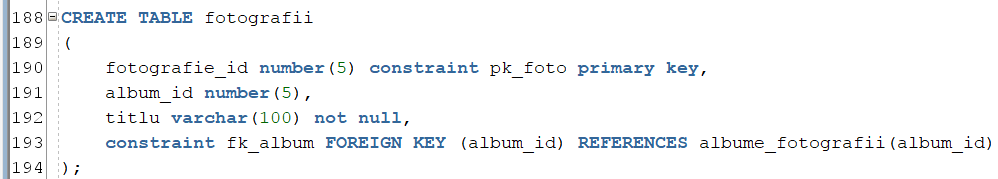 188 CREATE TABLE fotografii
189 (
190     fotografie_id number(5) constraint pk_foto primary key,
191     album_id number(5),
192     titlu varchar(100) not null,
193     constraint fk_album FOREIGN KEY (album_id) REFERENCES albume_fotografii(album_id)
194 );